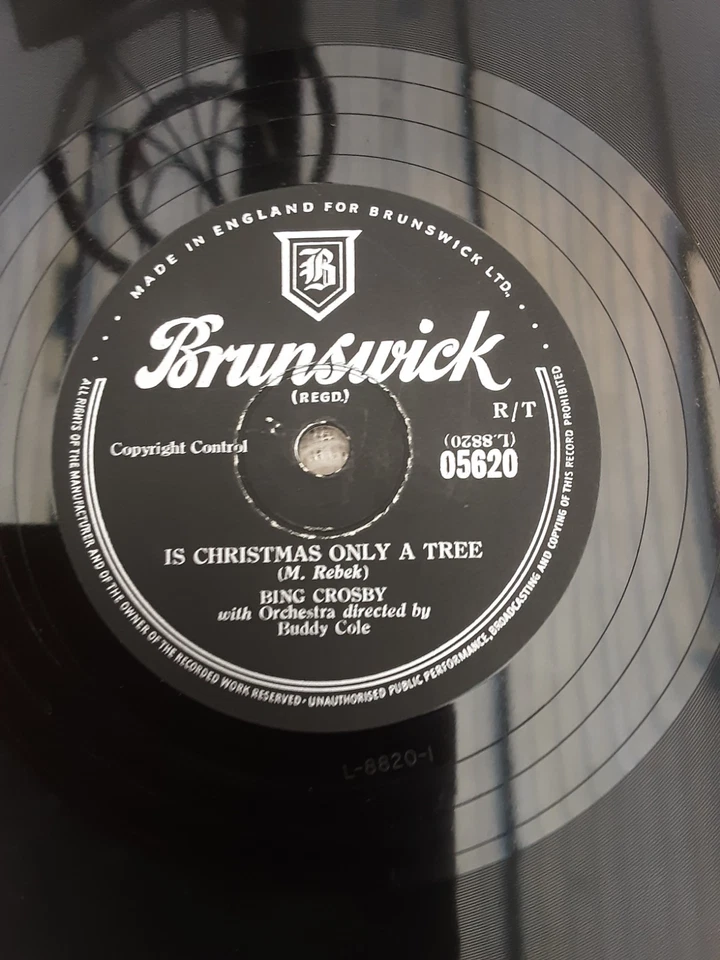 MADE IN ENGLAND FOR BRUNSWICK LTD.,
B
Brunswick
(REGD.)
R/T
Copyright Control
(L.8820)
05620
IS CHRISTMAS ONLY A TREE
(M. Rebek)
BING CROSBY
with Orchestra directed by
Buddy Cole
ALL RIGHTS OF THE MANUFACTURER AND OF THE OWNER OF THE RECORDED WORK RESERVED · UNAUTHORISED PUBLIC PERFORMANCE, BROADCASTING AND COPYING OF THIS RECORD PROHIBITED
L-8820-1